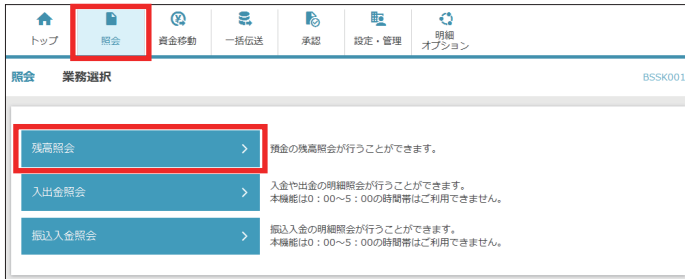 トップ 照会 資金移動 一括伝送 承認 設定・管理 明細
オプション
照会 業務選択 BSSK001
残高照会 預金の残高照会が行うことができます。
入出金照会 入金や出金の明細照会が行うことができます。
本機能は0：00～5：00の時間帯はご利用できません。
振込入金照会 振込入金の明細照会が行うことができます。
本機能は0：00～5：00の時間帯はご利用できません。